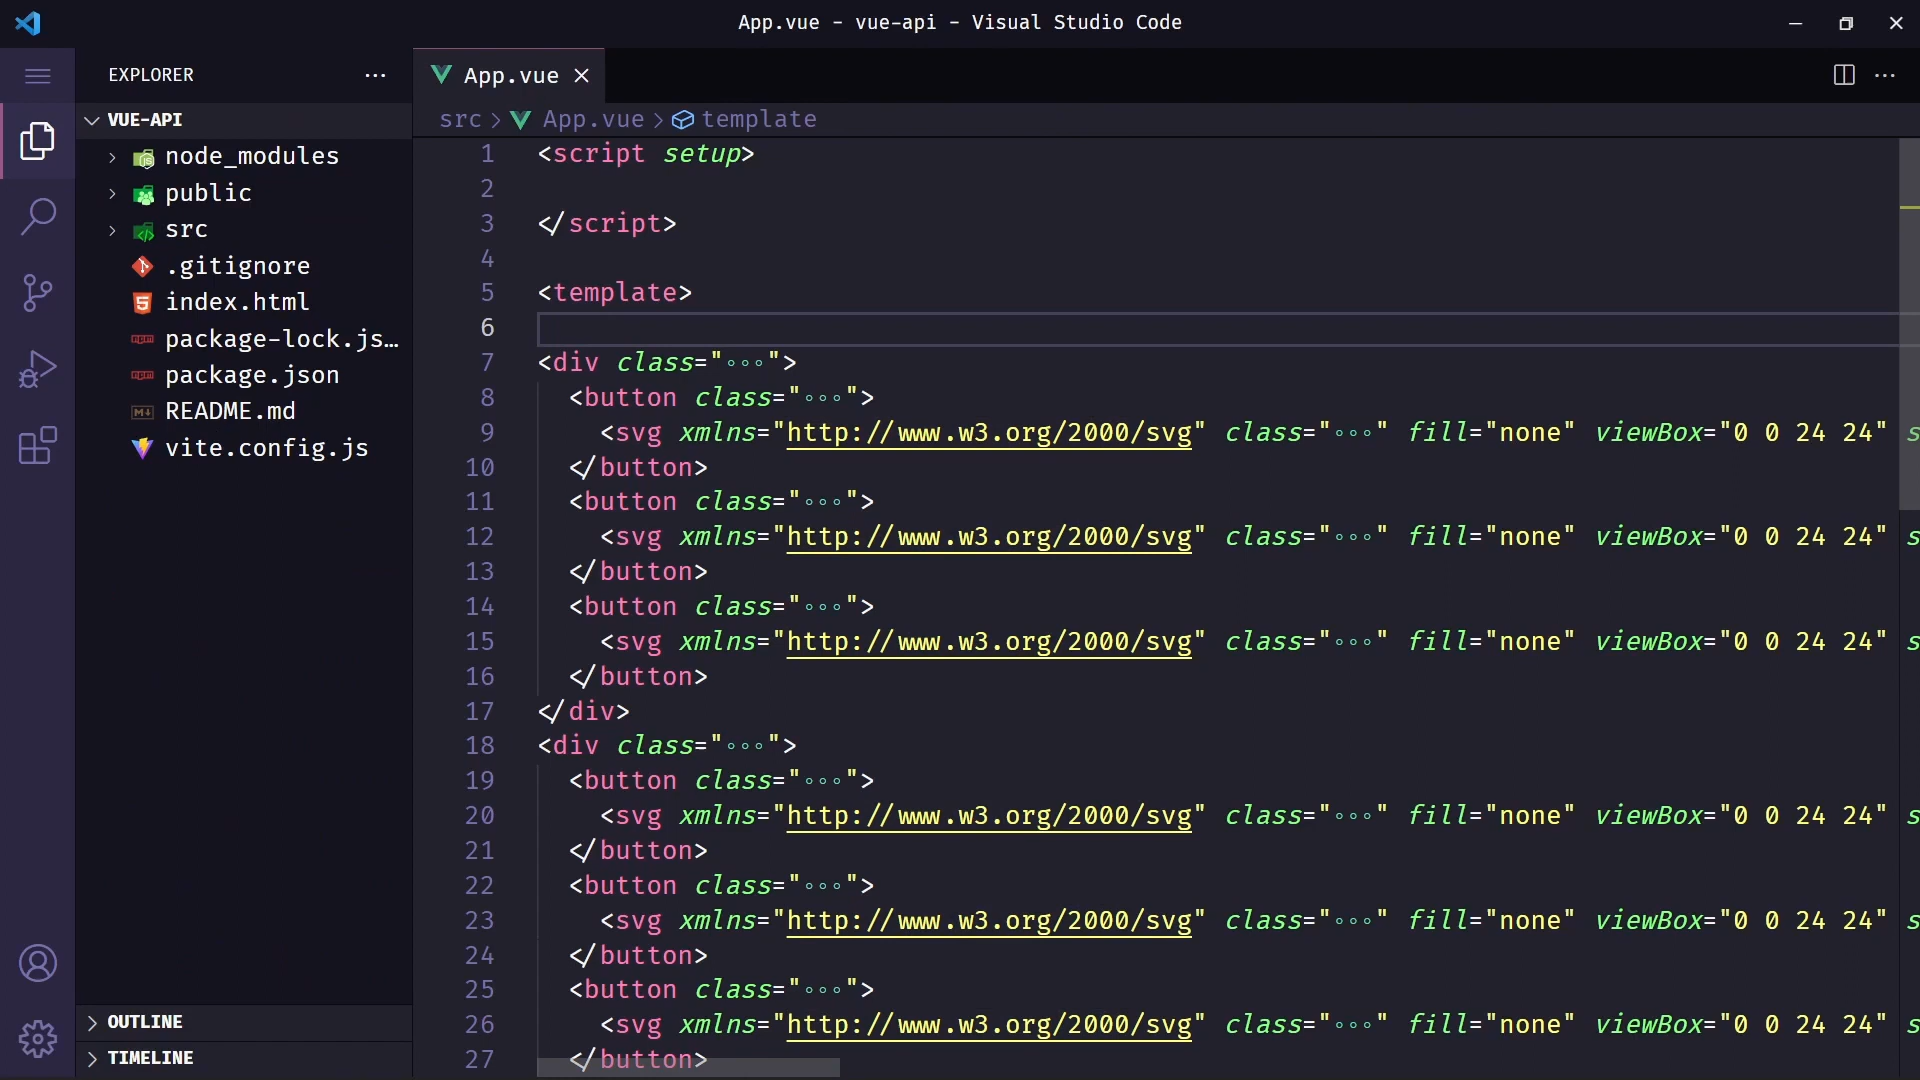 App.vue - vue-api - Visual Studio Code
EXPLORER
VUE-API
node_modules
public
src
.gitignore
index.html
package-lock.js…
package.json
README.md
vite.config.js
OUTLINE
TIMELINE
App.vue
src > App.vue > template
1 <script setup>
2
3 </script>
4
5 <template>
6
7 <div class="•••">
8 <button class="•••">
9 <svg xmlns="http://www.w3.org/2000/svg" class="•••" fill="none" viewBox="0 0 24 24" s
10 </button>
11 <button class="•••">
12 <svg xmlns="http://www.w3.org/2000/svg" class="•••" fill="none" viewBox="0 0 24 24" s
13 </button>
14 <button class="•••">
15 <svg xmlns="http://www.w3.org/2000/svg" class="•••" fill="none" viewBox="0 0 24 24" s
16 </button>
17 </div>
18 <div class="•••">
19 <button class="•••">
20 <svg xmlns="http://www.w3.org/2000/svg" class="•••" fill="none" viewBox="0 0 24 24" s
21 </button>
22 <button class="•••">
23 <svg xmlns="http://www.w3.org/2000/svg" class="•••" fill="none" viewBox="0 0 24 24" s
24 </button>
25 <button class="•••">
26 <svg xmlns="http://www.w3.org/2000/svg" class="•••" fill="none" viewBox="0 0 24 24" s
27 </button>